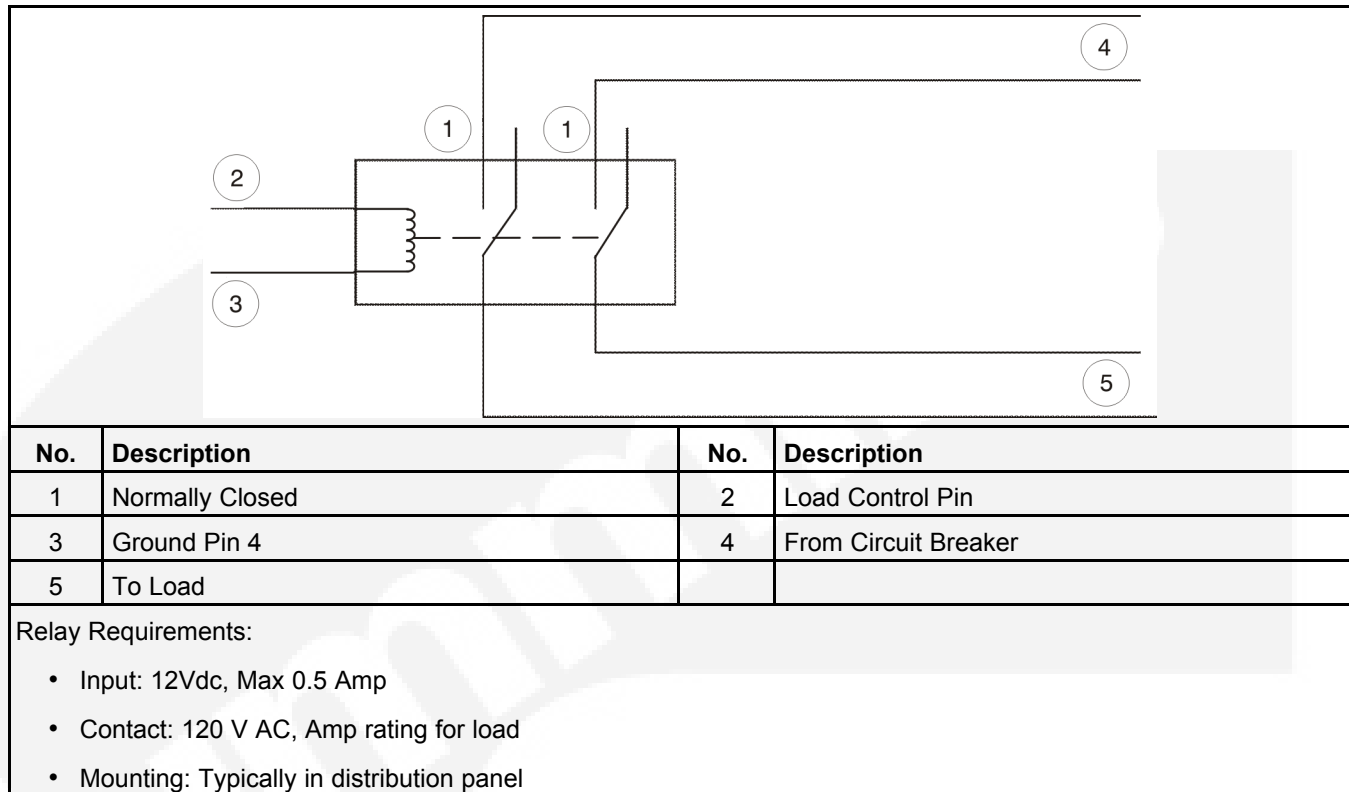 4
1 1
2
3
5
No. Description No. Description
1 Normally Closed 2 Load Control Pin
3 Ground Pin 4 4 From Circuit Breaker
5 To Load
Relay Requirements:
• Input: 12Vdc, Max 0.5 Amp
• Contact: 120 V AC, Amp rating for load
• Mounting: Typically in distribution panel